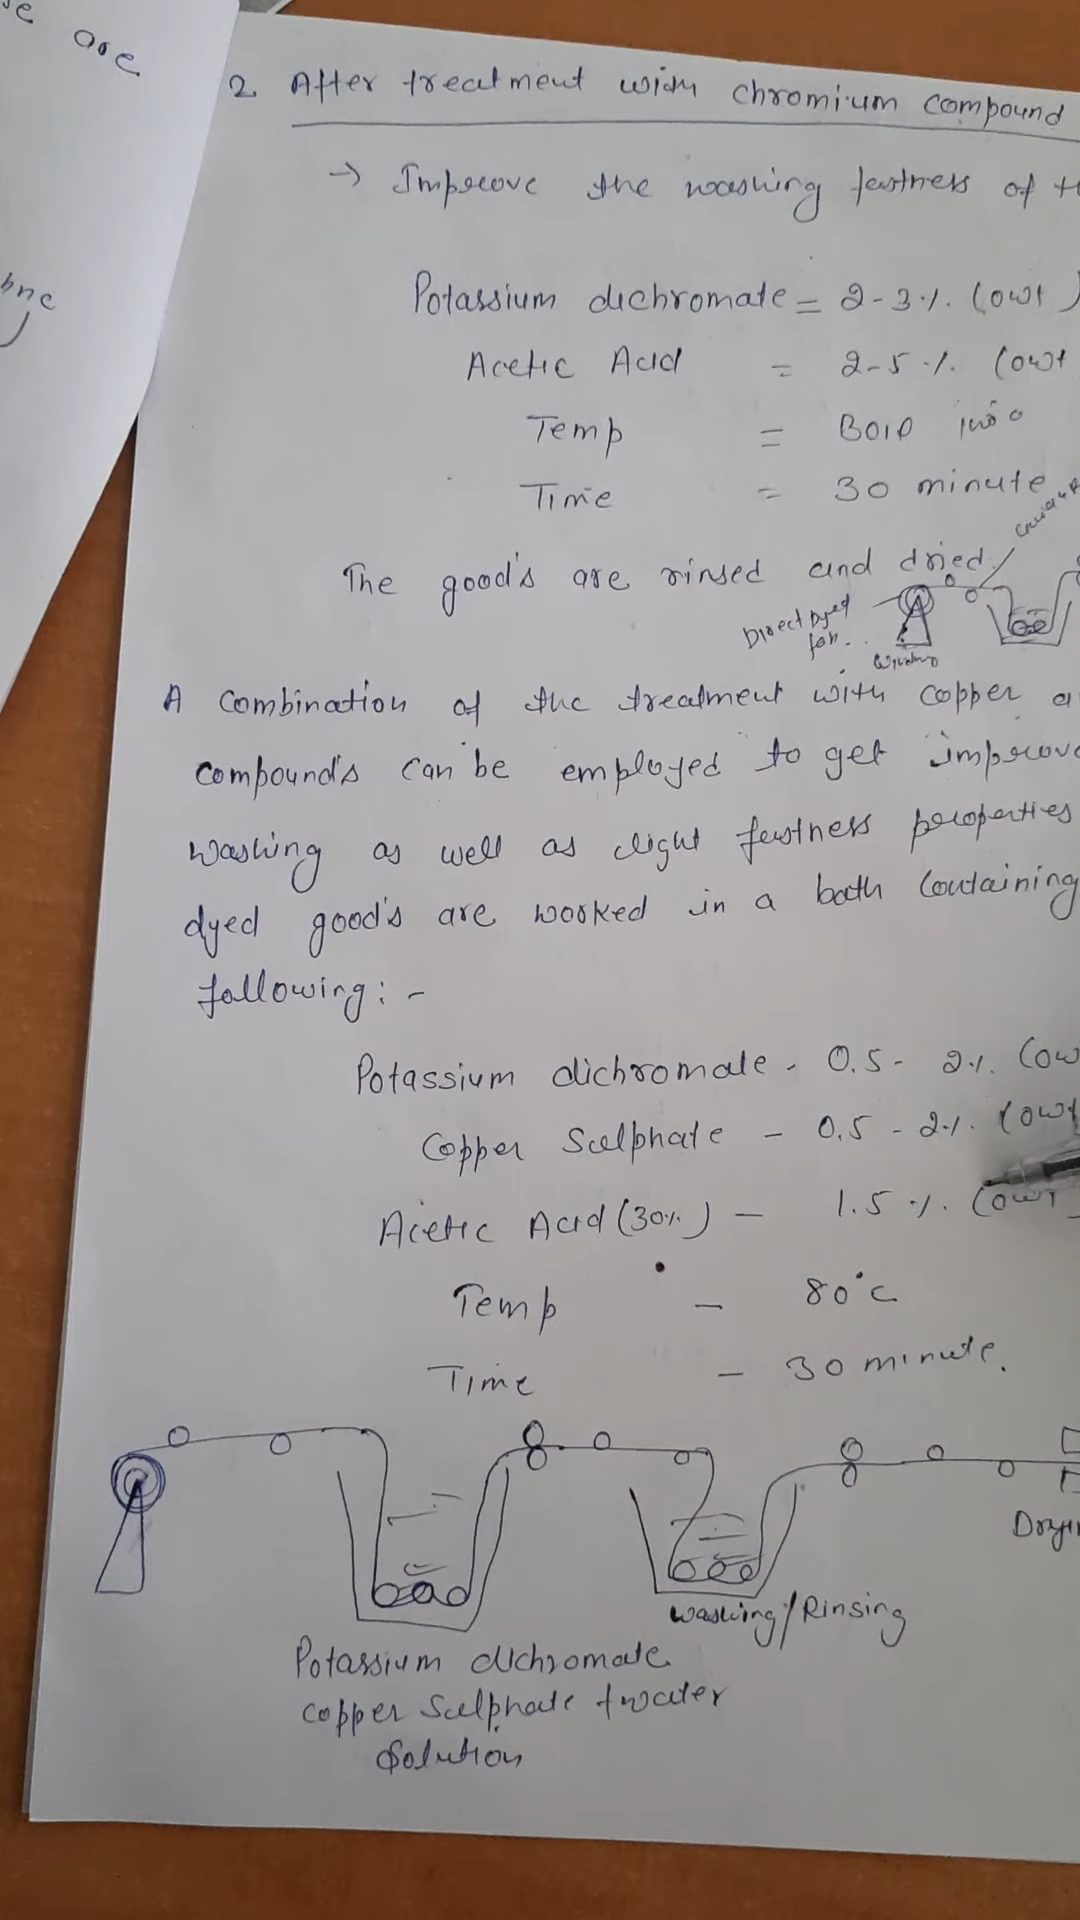 are
2 After treatment with chromium compound
→ Improve the washing fastness of
Potassium dichromate = 2-3 %. (owt)
Acetic Acid = 2-5 %. (owt
Temp = Boil
Time = 30 minute
The good's are rinsed and dried.
Direct Dyed
A combination of the treatment with copper a
compound's can be employed to get improve
washing as well as light fastness properties
dyed good's are worked in a bath containing
following: -
Potassium dichromate - 0.5 - 2%. (ow
Copper Sulphate - 0.5 - 2%. (owt
Acetic Acid (30%) - 1.5 %. (owt)
Temp - 80°c
Time - 30 minute.
Dryin
Washing/Rinsing
Potassium dichromate
copper Sulphate + water
Solution